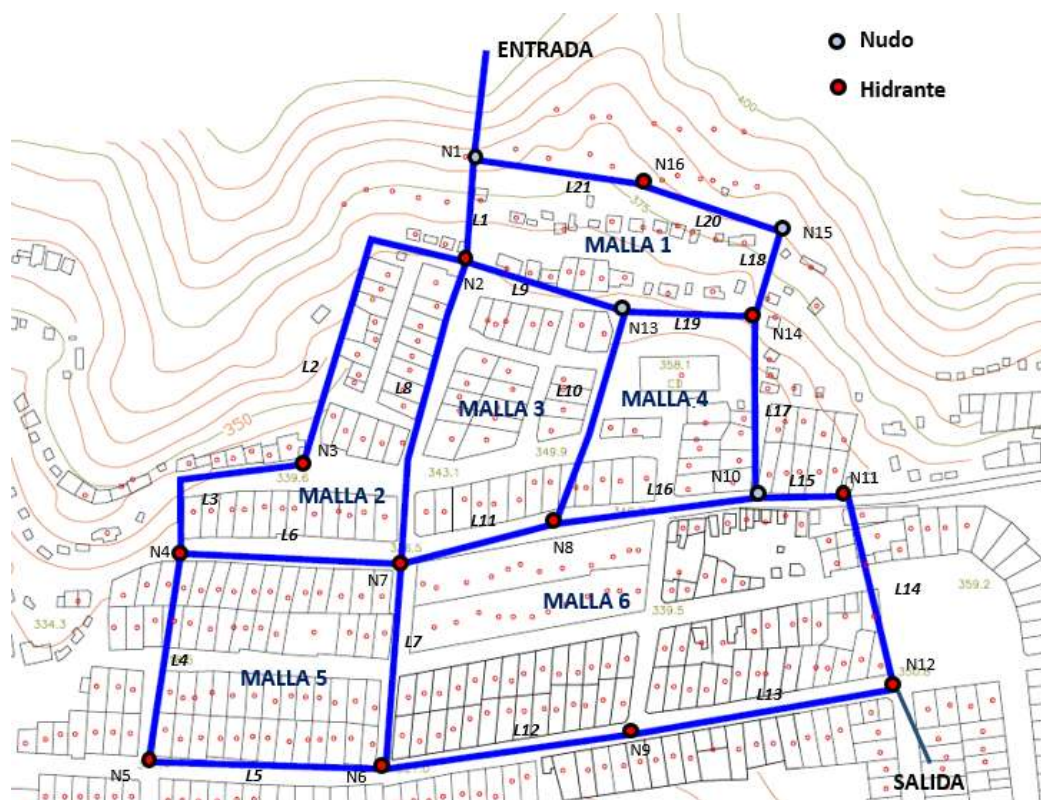 ENTRADA
Nudo
Hidrante
400
N1
N16
L21
375
L20
N15
L1
MALLA 1
L18
N2
L9
N13
L19
N14
L2
358.1
L8
L10
MALLA 3
MALLA 4
L17
350
N3
349.9
343.1
339.6
MALLA 2
N10
L15
N11
L3
L16
L11
N8
L6
N4
N7
L14
359.2
MALLA 6
339.5
334.3
L7
L4
MALLA 5
N12
L13
L12
N9
N5
L5
N6
SALIDA